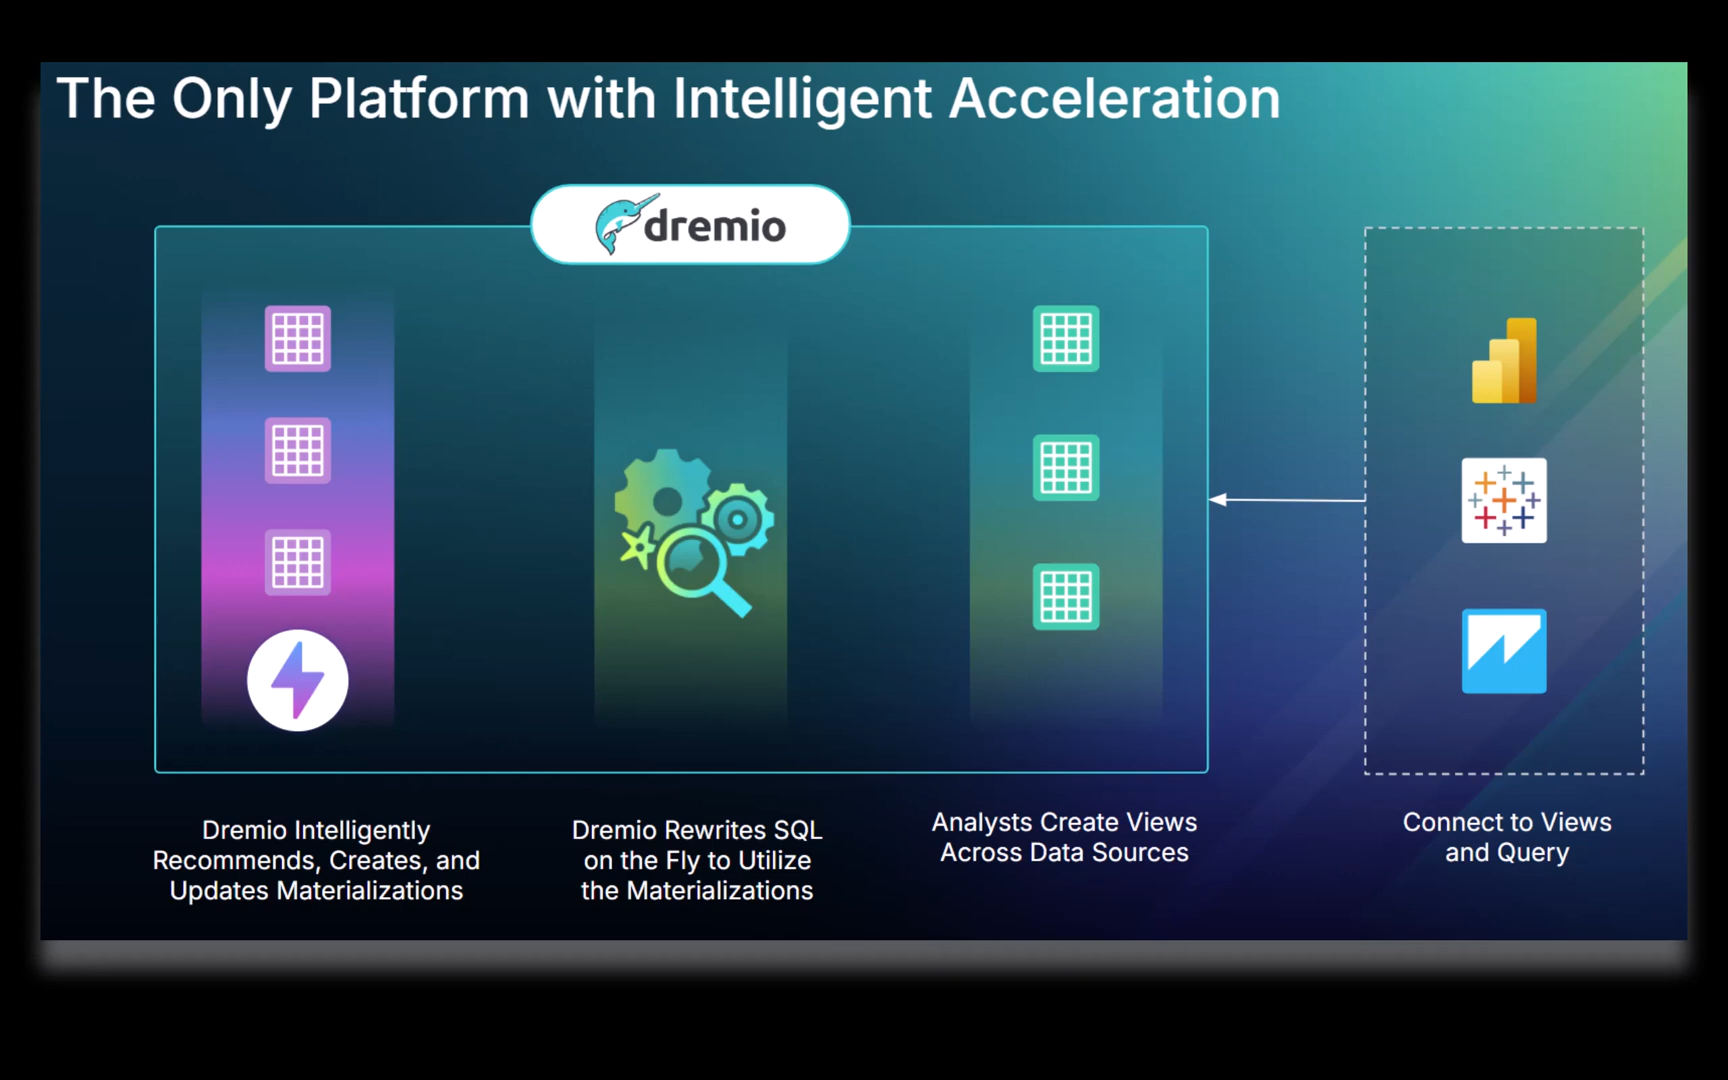 The Only Platform with Intelligent Acceleration
dremio
Dremio Intelligently
Recommends, Creates, and
Updates Materializations
Dremio Rewrites SQL
on the Fly to Utilize
the Materializations
Analysts Create Views
Across Data Sources
Connect to Views
and Query